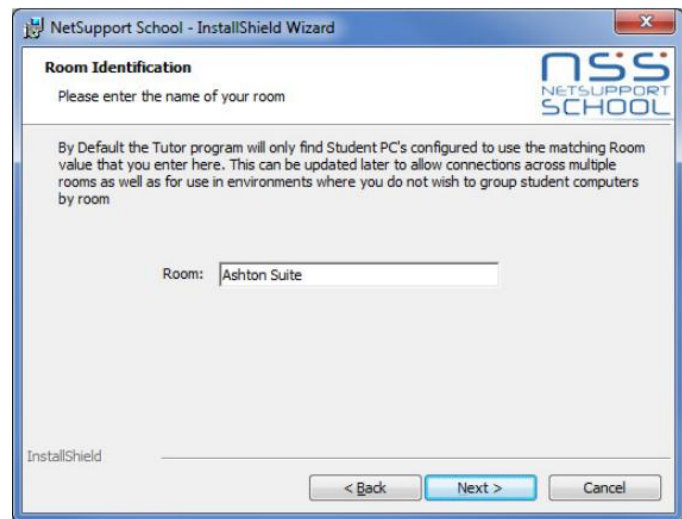 NetSupport School - InstallShield Wizard
Room Identification
Please enter the name of your room
nss
NETSUPPORT
SCHOOL
By Default the Tutor program will only find Student PC's configured to use the matching Room
value that you enter here. This can be updated later to allow connections across multiple
rooms as well as for use in environments where you do not wish to group student computers
by room
Room: Ashton Suite
InstallShield
< Back Next > Cancel